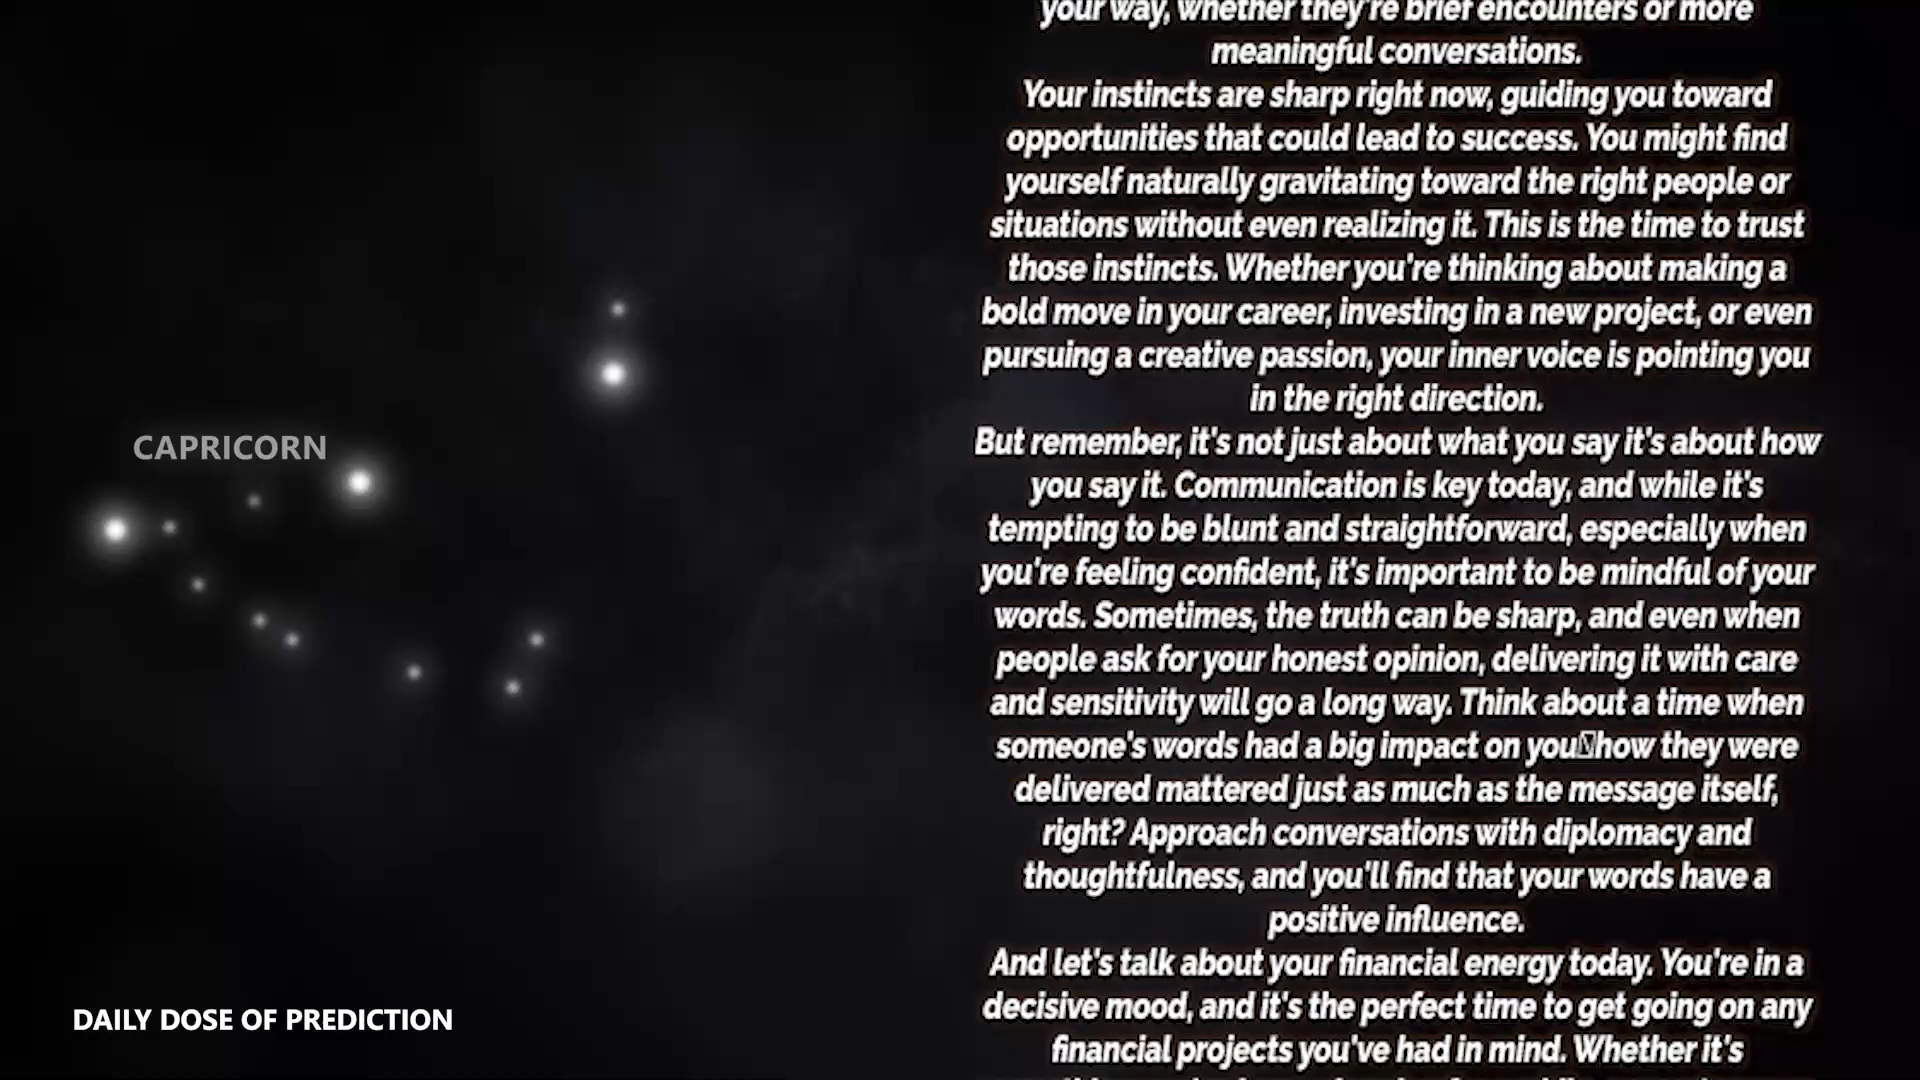 your way, whether they're brief encounters or more
meaningful conversations.
Your instincts are sharp right now, guiding you toward
opportunities that could lead to success. You might find
yourself naturally gravitating toward the right people or
situations without even realizing it. This is the time to trust
those instincts. Whether you're thinking about making a
bold move in your career, investing in a new project, or even
pursuing a creative passion, your inner voice is pointing you
in the right direction.
But remember, it's not just about what you say it's about how
you say it. Communication is key today, and while it's
tempting to be blunt and straightforward, especially when
you're feeling confident, it's important to be mindful of your
words. Sometimes, the truth can be sharp, and even when
people ask for your honest opinion, delivering it with care
and sensitivity will go a long way. Think about a time when
someone's words had a big impact on you how they were
delivered mattered just as much as the message itself,
right? Approach conversations with diplomacy and
thoughtfulness, and you'll find that your words have a
positive influence.
And let's talk about your financial energy today. You're in a
decisive mood, and it's the perfect time to get going on any
financial projects you've had in mind. Whether it's
CAPRICORN
DAILY DOSE OF PREDICTION